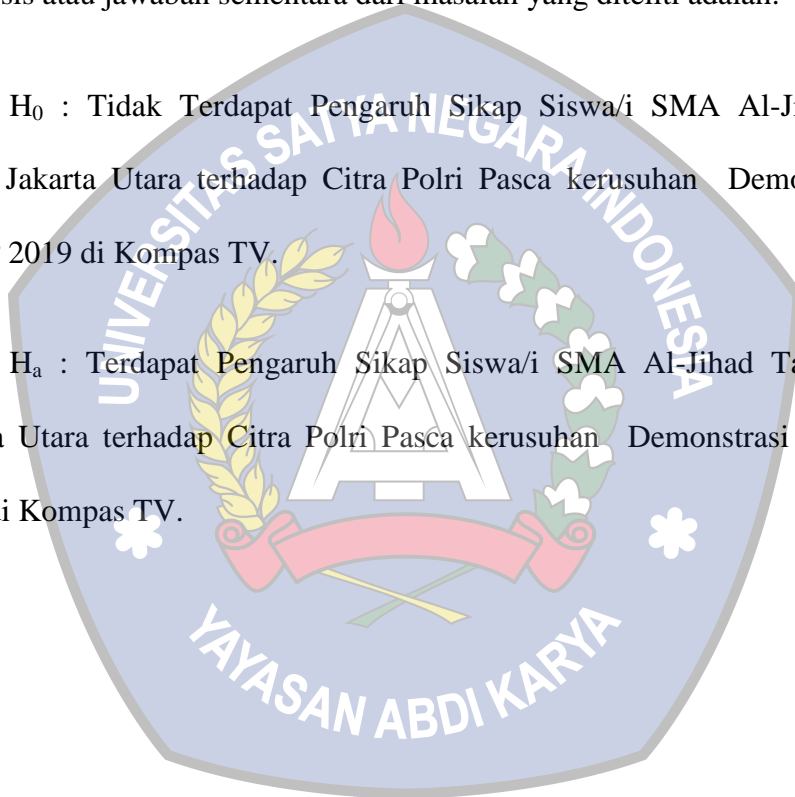 sis atau jawaban sementara dari masalah yang diteliti adalah:
H₀ : Tidak Terdapat Pengaruh Sikap Siswa/i SMA Al-Ji
Jakarta Utara terhadap Citra Polri Pasca kerusuhan Demo
2019 di Kompas TV.
Hₐ : Terdapat Pengaruh Sikap Siswa/i SMA Al-Jihad Ta
a Utara terhadap Citra Polri Pasca kerusuhan Demonstrasi
di Kompas TV.
UNIVERSITAS SATYA NEGARA INDONESIA
YAYASAN ABDI KARYA